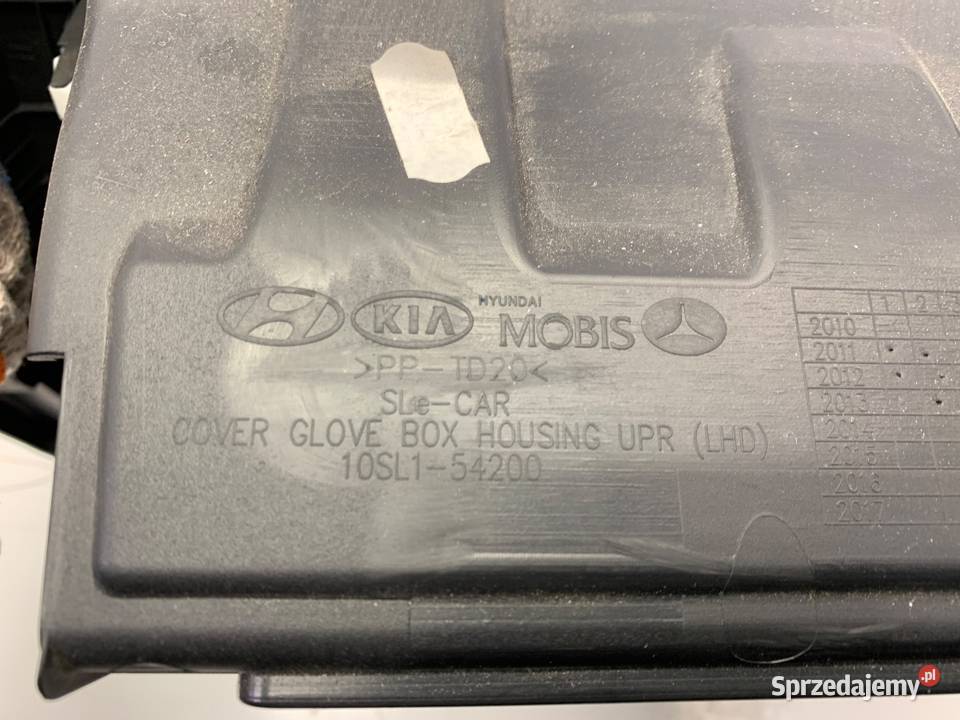 KIA HYUNDAI MOBIS
>PP-TD20<
SLe-CAR
COVER GLOVE BOX HOUSING UPR (LHD)
10SL1-54200
1 2
2010
2011
2012
2013
2014
2015
2016
2017
Sprzedajemy.pl